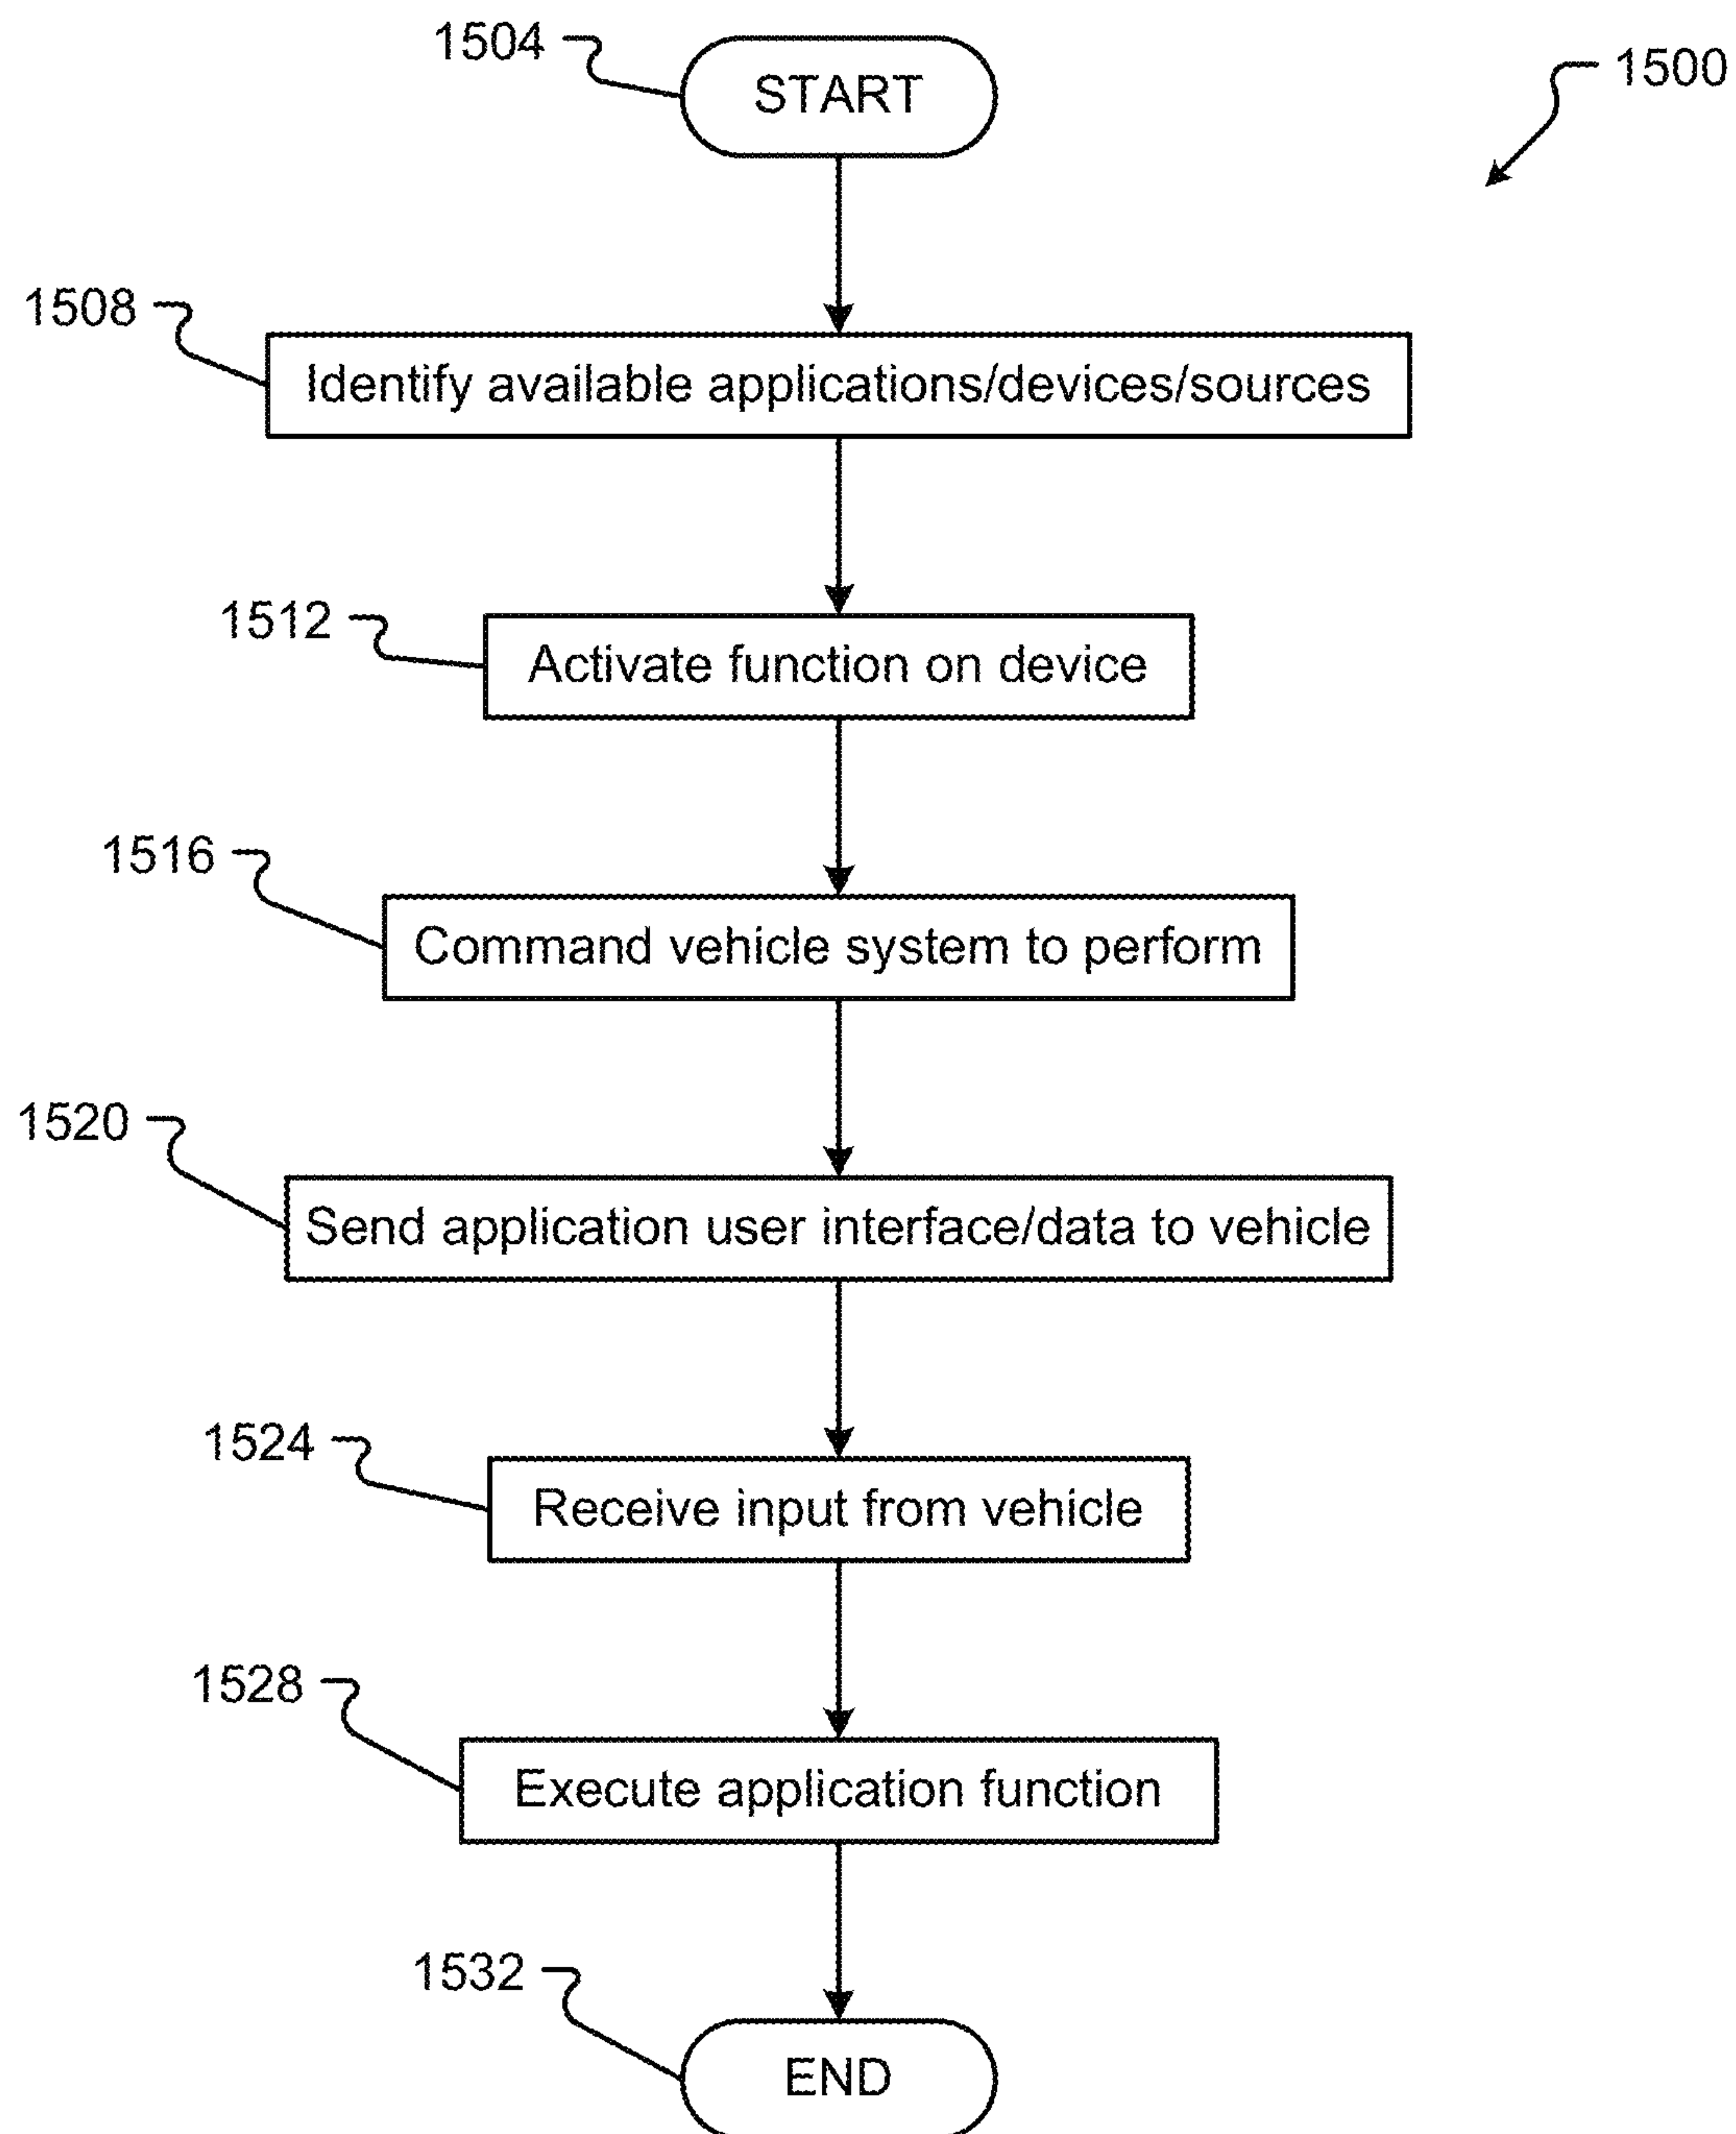 1504
START
1500
1508
Identify available applications/devices/sources
1512
Activate function on device
1516
Command vehicle system to perform
1520
Send application user interface/data to vehicle
1524
Receive input from vehicle
1528
Execute application function
1532
END